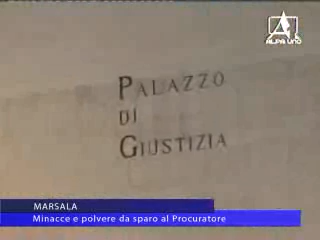 ALPA UNO
PALAZZO
DI
GIUSTIZIA
MARSALA
Minacce e polvere da sparo al Procuratore